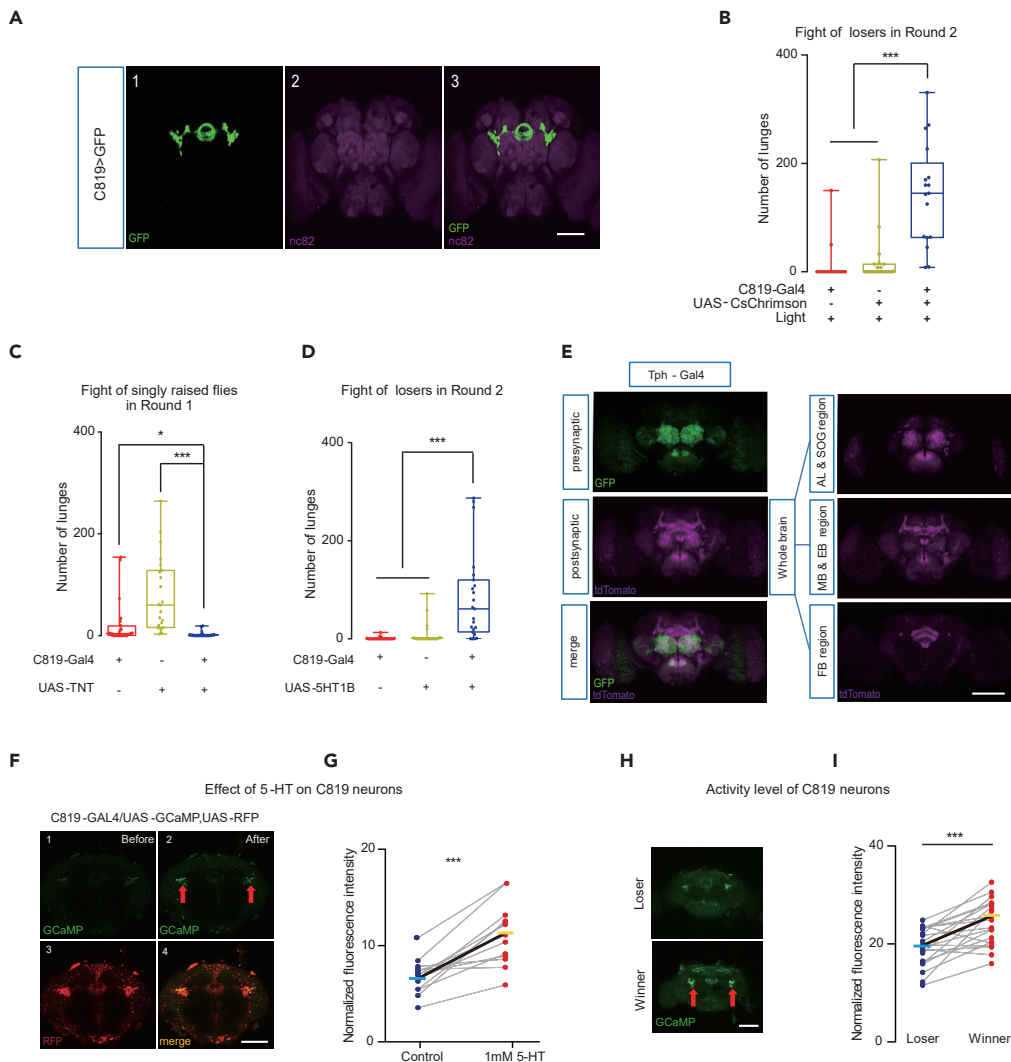 A
C819>GFP
1
2
3
GFP
nc82
GFP
nc82
B
Fight of losers in Round 2
Number of lunges
400
200
0
C819-Gal4 + - +
UAS-CsChrimson - + +
Light + + +
C
Fight of singly raised flies
in Round 1
Number of lunges
400
200
0
*
***
C819-Gal4 + - +
UAS-TNT - + +
D
Fight of losers in Round 2
Number of lunges
400
200
0
***
C819-Gal4 + - +
UAS-5HT1B - + +
E
Tph - Gal4
presynaptic
GFP
postsynaptic
tdTomato
merge
GFP
tdTomato
Whole brain
AL & SOG region
MB & EB region
FB region
tdTomato
F
Effect of 5-HT on C819 neurons
C819-GAL4/UAS-GCaMP,UAS-RFP
1 Before
GCaMP
2 After
GCaMP
3
RFP
4
merge
G
Normalized fluorescence intensity
20
10
0
***
Control 1mM 5-HT
H
Activity level of C819 neurons
Loser
Winner
GCaMP
I
Normalized fluorescence intensity
40
20
0
***
Loser Winner